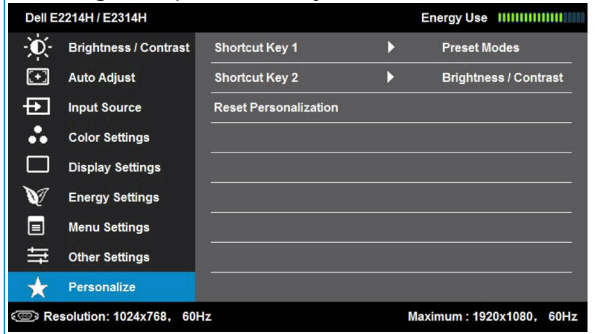 Dell E2214H / E2314H Energy Use
Brightness / Contrast Shortcut Key 1 Preset Modes
Auto Adjust Shortcut Key 2 Brightness / Contrast
Input Source Reset Personalization
Color Settings
Display Settings
Energy Settings
Menu Settings
Other Settings
Personalize
Resolution: 1024x768, 60Hz Maximum : 1920x1080, 60Hz